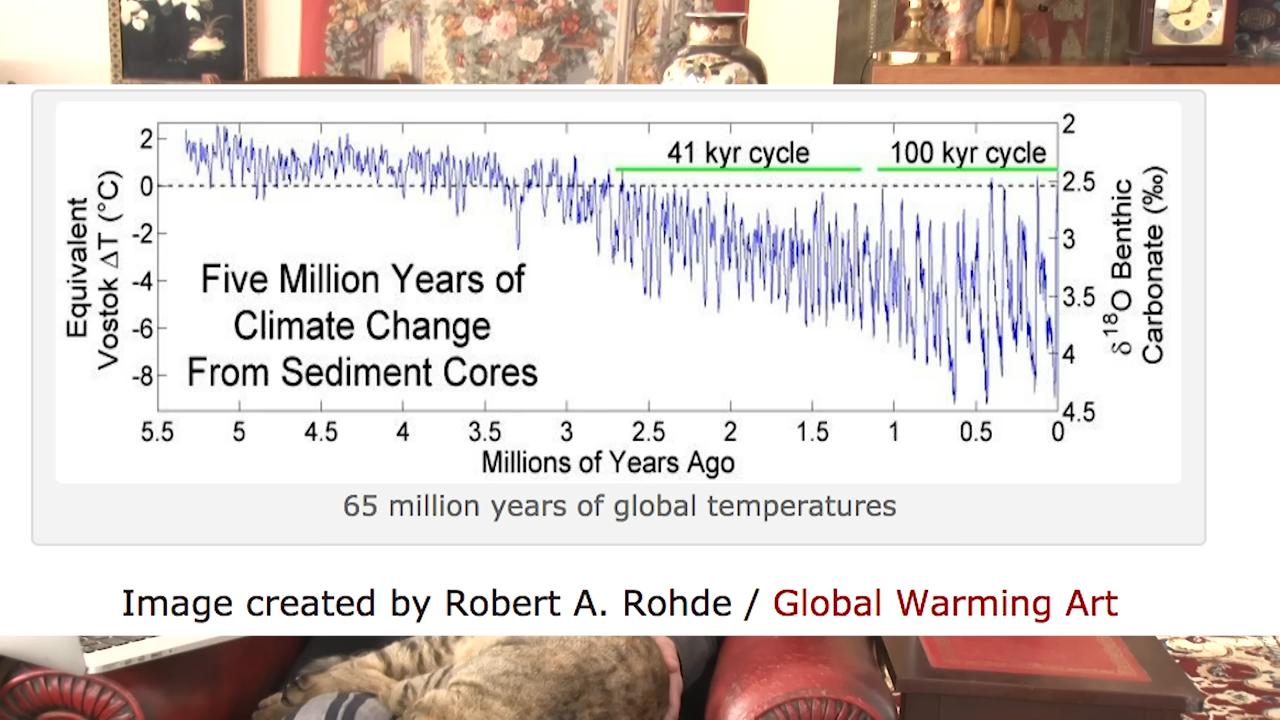 41 kyr cycle
100 kyr cycle
Equivalent
Vostok ΔT (°C)
2
0
-2
-4
-6
-8
Five Million Years of
Climate Change
From Sediment Cores
2
2.5
3
3.5
4
4.5
δ18O Benthic
Carbonate (‰)
5.5 5 4.5 4 3.5 3 2.5 2 1.5 1 0.5 0
Millions of Years Ago
65 million years of global temperatures
Image created by Robert A. Rohde / Global Warming Art